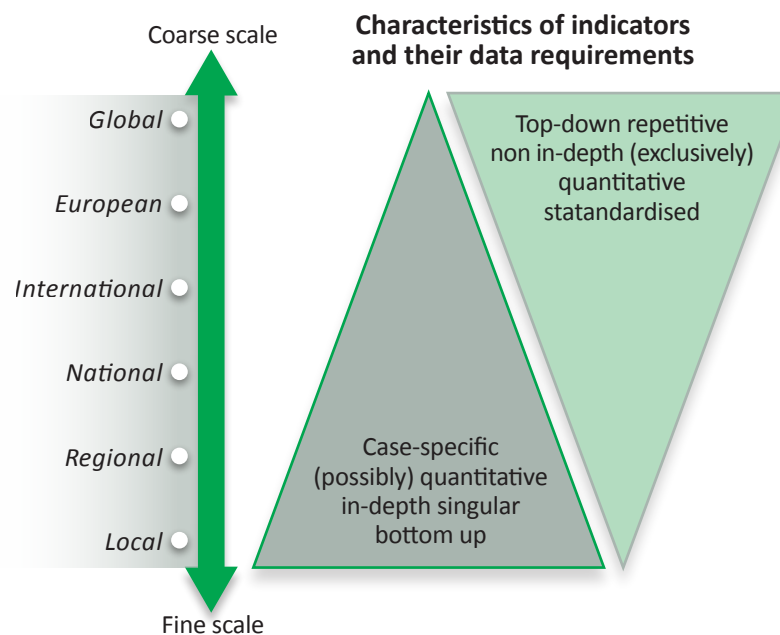 Coarse scale
Characteristics of indicators
and their data requirements
Global
European
International
National
Regional
Local
Fine scale
Top-down repetitive
non in-depth (exclusively)
quantitative
statandardised
Case-specific
(possibly) quantitative
in-depth singular
bottom up